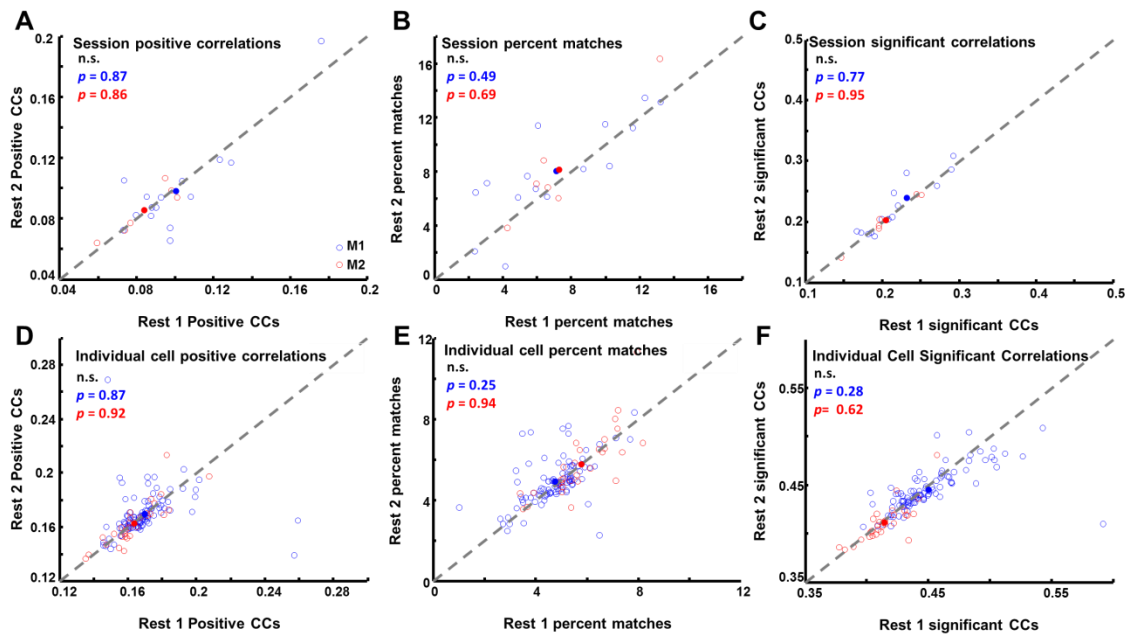 A
Session positive correlations
n.s.
p = 0.87
p = 0.86
0.2
0.16
0.12
0.08
0.04
Rest 2 Positive CCs
M1
M2
0.04
0.08
0.12
0.16
0.2
Rest 1 Positive CCs
B
Session percent matches
n.s.
p = 0.49
p = 0.69
16
12
8
4
0
Rest 2 percent matches
0
4
8
12
16
Rest 1 percent matches
C
Session significant correlations
n.s.
p = 0.77
p = 0.95
0.5
0.4
0.3
0.2
0.1
Rest 2 significant CCs
0.1
0.2
0.3
0.4
0.5
Rest 1 significant CCs
D
Individual cell positive correlations
n.s.
p = 0.87
p = 0.92
0.28
0.24
0.2
0.16
0.12
Rest 2 Positive CCs
0.12
0.16
0.2
0.24
0.28
Rest 1 Positive CCs
E
Individual cell percent matches
n.s.
p = 0.25
p = 0.94
12
8
4
0
Rest 2 percent matches
0
4
8
12
Rest 1 percent matches
F
Individual Cell Significant Correlations
n.s.
p = 0.28
p= 0.62
0.55
0.45
0.35
Rest 2 significant CCs
0.35
0.45
0.55
Rest 1 significant CCs